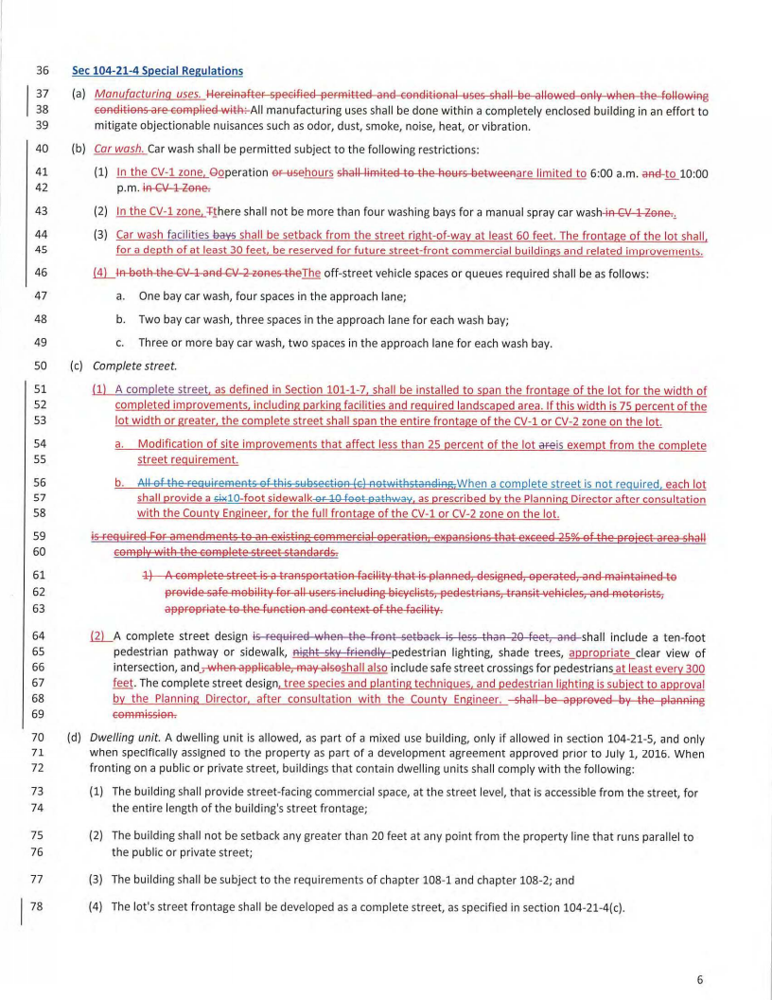 36 Sec 104-21-4 Special Regulations
37 (a) Manufacturing uses. Hereinafter specified permitted and conditional uses shall be allowed only when the following
38 conditions are complied with: All manufacturing uses shall be done within a completely enclosed building in an effort to
39 mitigate objectionable nuisances such as odor, dust, smoke, noise, heat, or vibration.
40 (b) Car wash. Car wash shall be permitted subject to the following restrictions:
41 (1) In the CV-1 zone, Ooperation or usehours shall limited to the hours betweenare limited to 6:00 a.m. and to 10:00
42 p.m. in CV-1 Zone.
43 (2) In the CV-1 zone, Tthere shall not be more than four washing bays for a manual spray car wash in CV-1 Zone..
44 (3) Car wash facilities bays shall be setback from the street right-of-way at least 60 feet. The frontage of the lot shall,
45 for a depth of at least 30 feet, be reserved for future street-front commercial buildings and related improvements.
46 (4) In both the CV-1 and CV-2 zones theThe off-street vehicle spaces or queues required shall be as follows:
47 a. One bay car wash, four spaces in the approach lane;
48 b. Two bay car wash, three spaces in the approach lane for each wash bay;
49 c. Three or more bay car wash, two spaces in the approach lane for each wash bay.
50 (c) Complete street.
51 (1) A complete street, as defined in Section 101-1-7, shall be installed to span the frontage of the lot for the width of
52 completed improvements, including parking facilities and required landscaped area. If this width is 75 percent of the
53 lot width or greater, the complete street shall span the entire frontage of the CV-1 or CV-2 zone on the lot.
54 a. Modification of site improvements that affect less than 25 percent of the lot areis exempt from the complete
55 street requirement.
56 b. All of the requirements of this subsection (c) notwithstanding,When a complete street is not required, each lot
57 shall provide a six10-foot sidewalk or 10 foot pathway, as prescribed by the Planning Director after consultation
58 with the County Engineer, for the full frontage of the CV-1 or CV-2 zone on the lot.
59 is required For amendments to an existing commercial operation, expansions that exceed 25% of the project area shall
60 comply with the complete street standards.
61 1) A complete street is a transportation facility that is planned, designed, operated, and maintained to
62 provide safe mobility for all users including bicyclists, pedestrians, transit vehicles, and motorists,
63 appropriate to the function and context of the facility.
64 (2) A complete street design is required when the front setback is less than 20 feet, and shall include a ten-foot
65 pedestrian pathway or sidewalk, night sky friendly pedestrian lighting, shade trees, appropriate clear view of
66 intersection, and , when applicable, may alsoshall also include safe street crossings for pedestrians at least every 300
67 feet. The complete street design, tree species and planting techniques, and pedestrian lighting is subject to approval
68 by the Planning Director, after consultation with the County Engineer. shall be approved by the planning
69 commission.
70 (d) Dwelling unit. A dwelling unit is allowed, as part of a mixed use building, only if allowed in section 104-21-5, and only
71 when specifically assigned to the property as part of a development agreement approved prior to July 1, 2016. When
72 fronting on a public or private street, buildings that contain dwelling units shall comply with the following:
73 (1) The building shall provide street-facing commercial space, at the street level, that is accessible from the street, for
74 the entire length of the building's street frontage;
75 (2) The building shall not be setback any greater than 20 feet at any point from the property line that runs parallel to
76 the public or private street;
77 (3) The building shall be subject to the requirements of chapter 108-1 and chapter 108-2; and
78 (4) The lot's street frontage shall be developed as a complete street, as specified in section 104-21-4(c).
6